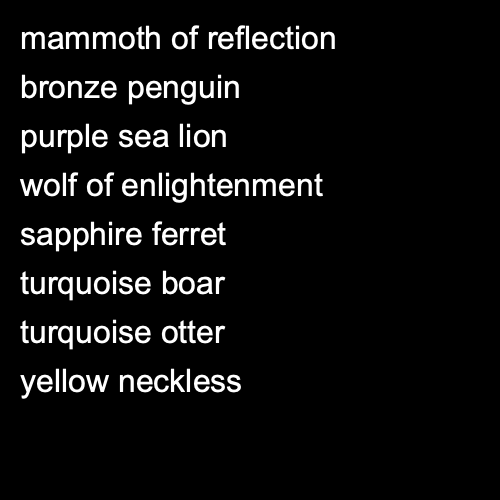 mammoth of reflection
bronze penguin
purple sea lion
wolf of enlightenment
sapphire ferret
turquoise boar
turquoise otter
yellow neckless